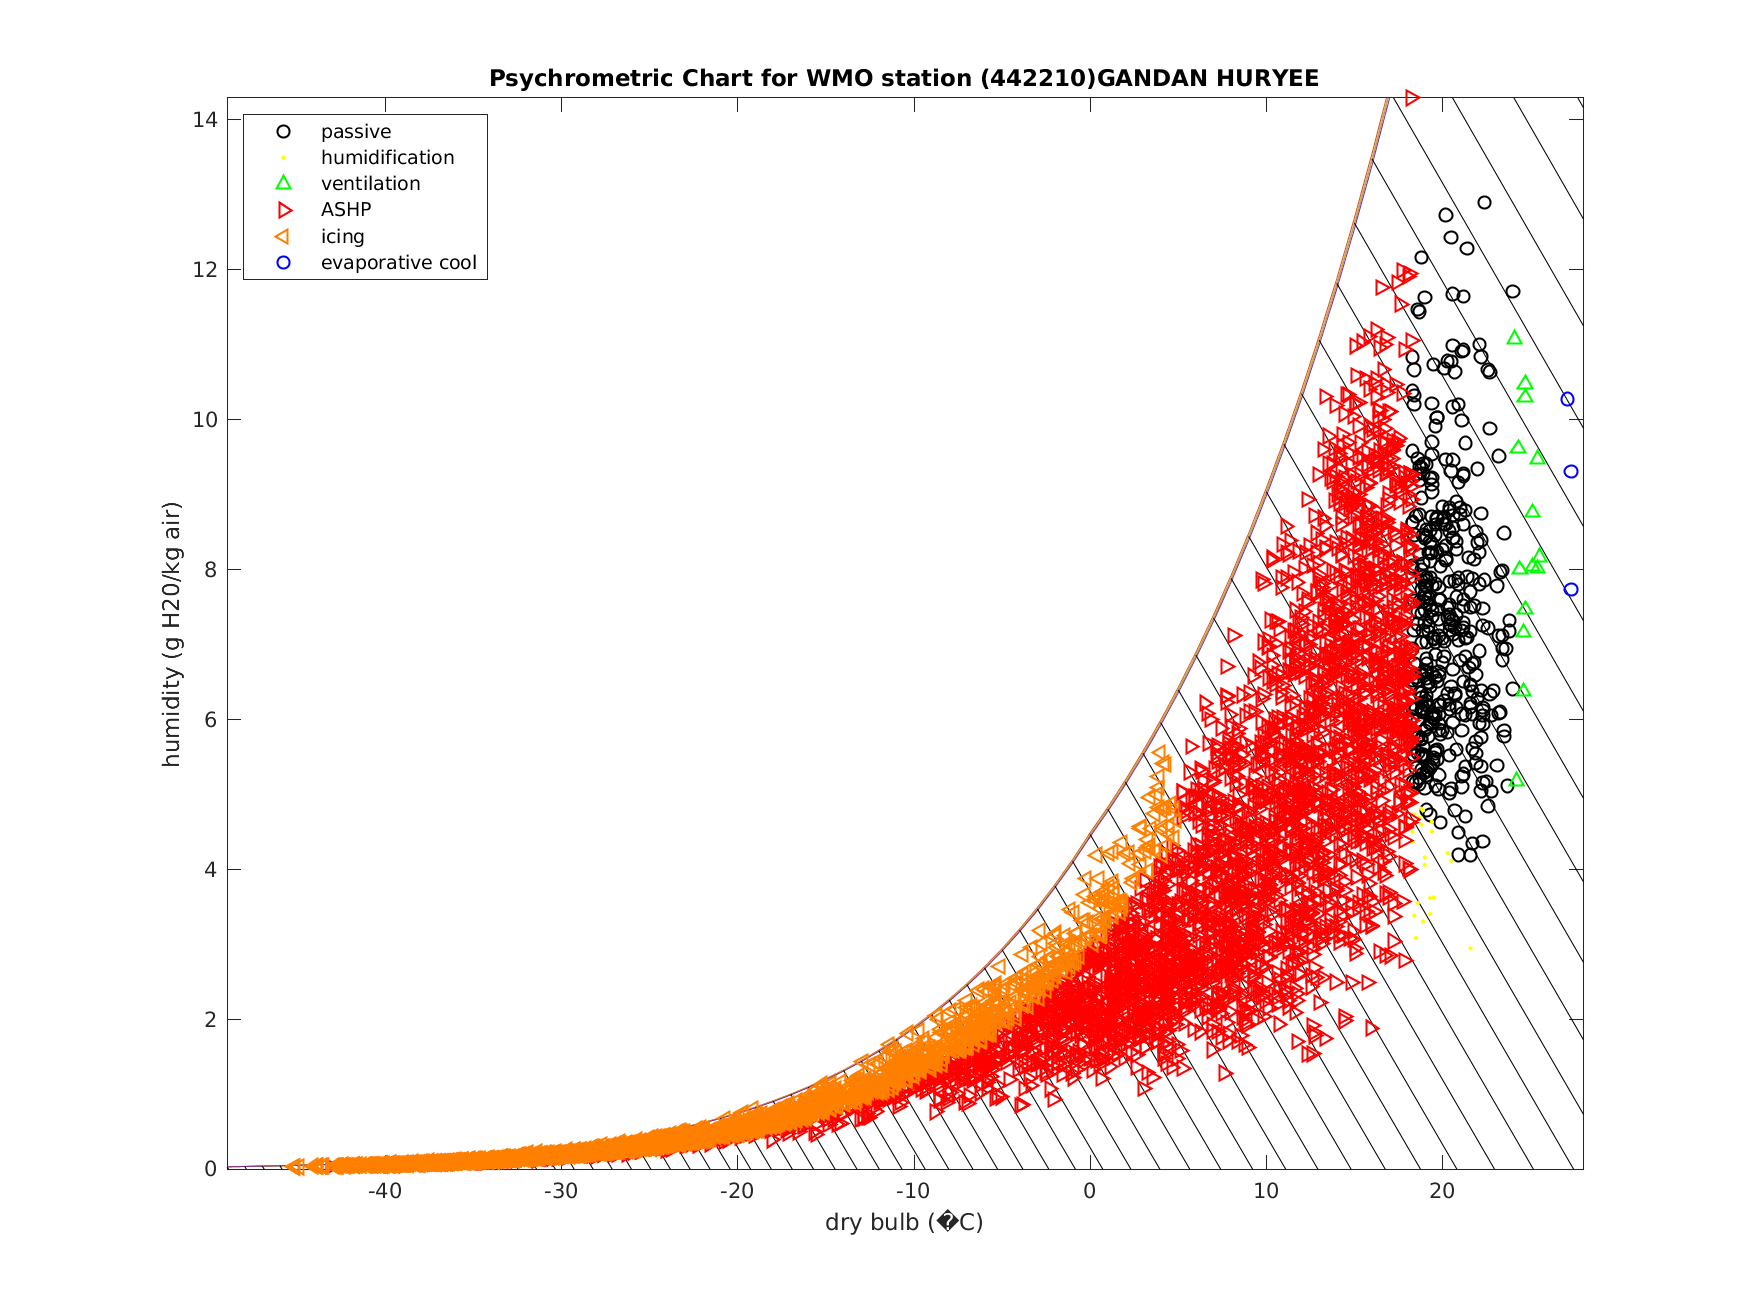 Psychrometric Chart for WMO station (442210)GANDAN HURYEE
passive
humidification
ventilation
ASHP
icing
evaporative cool
humidity (g H20/kg air)
14
12
10
8
6
4
2
0
-40 -30 -20 -10 0 10 20
dry bulb (�C)